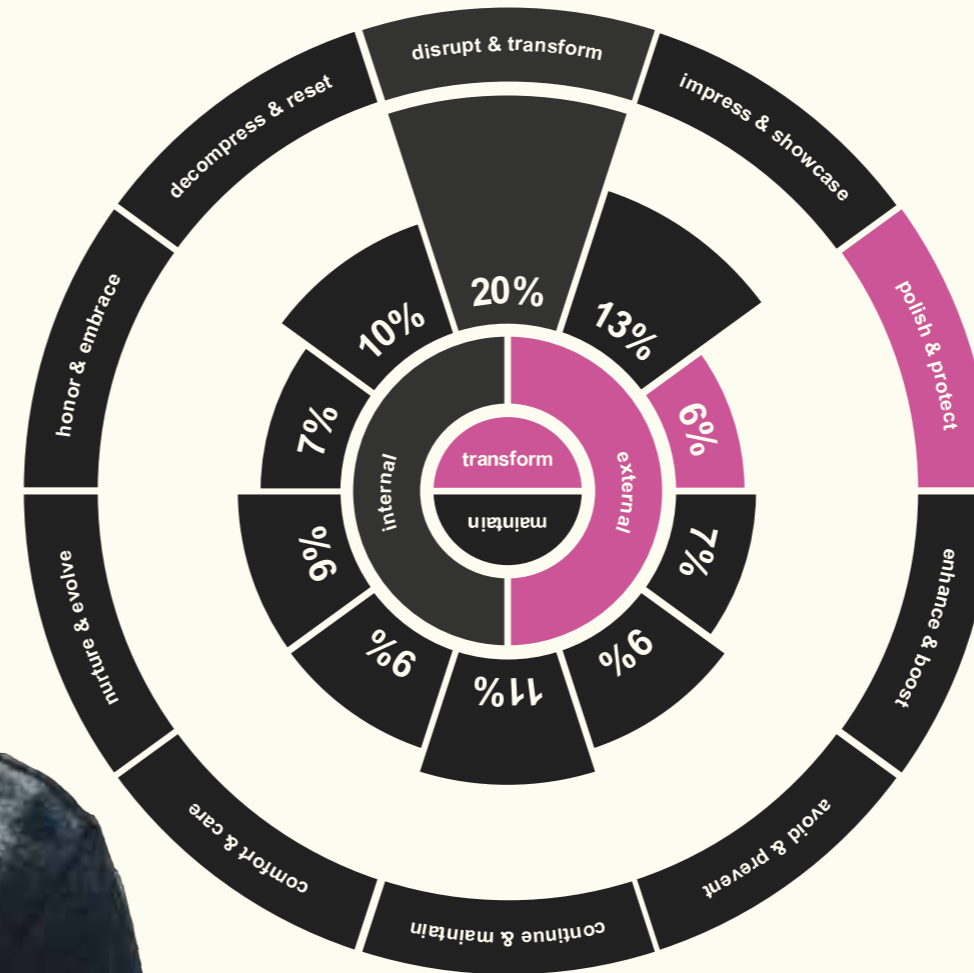 disrupt & transform
impress & showcase
polish & protect
enhance & boost
avoid & prevent
continue & maintain
comfort & care
nurture & evolve
honor & embrace
decompress & reset
20%
13%
6%
7%
9%
11%
9%
9%
7%
10%
internal
external
transform
maintain